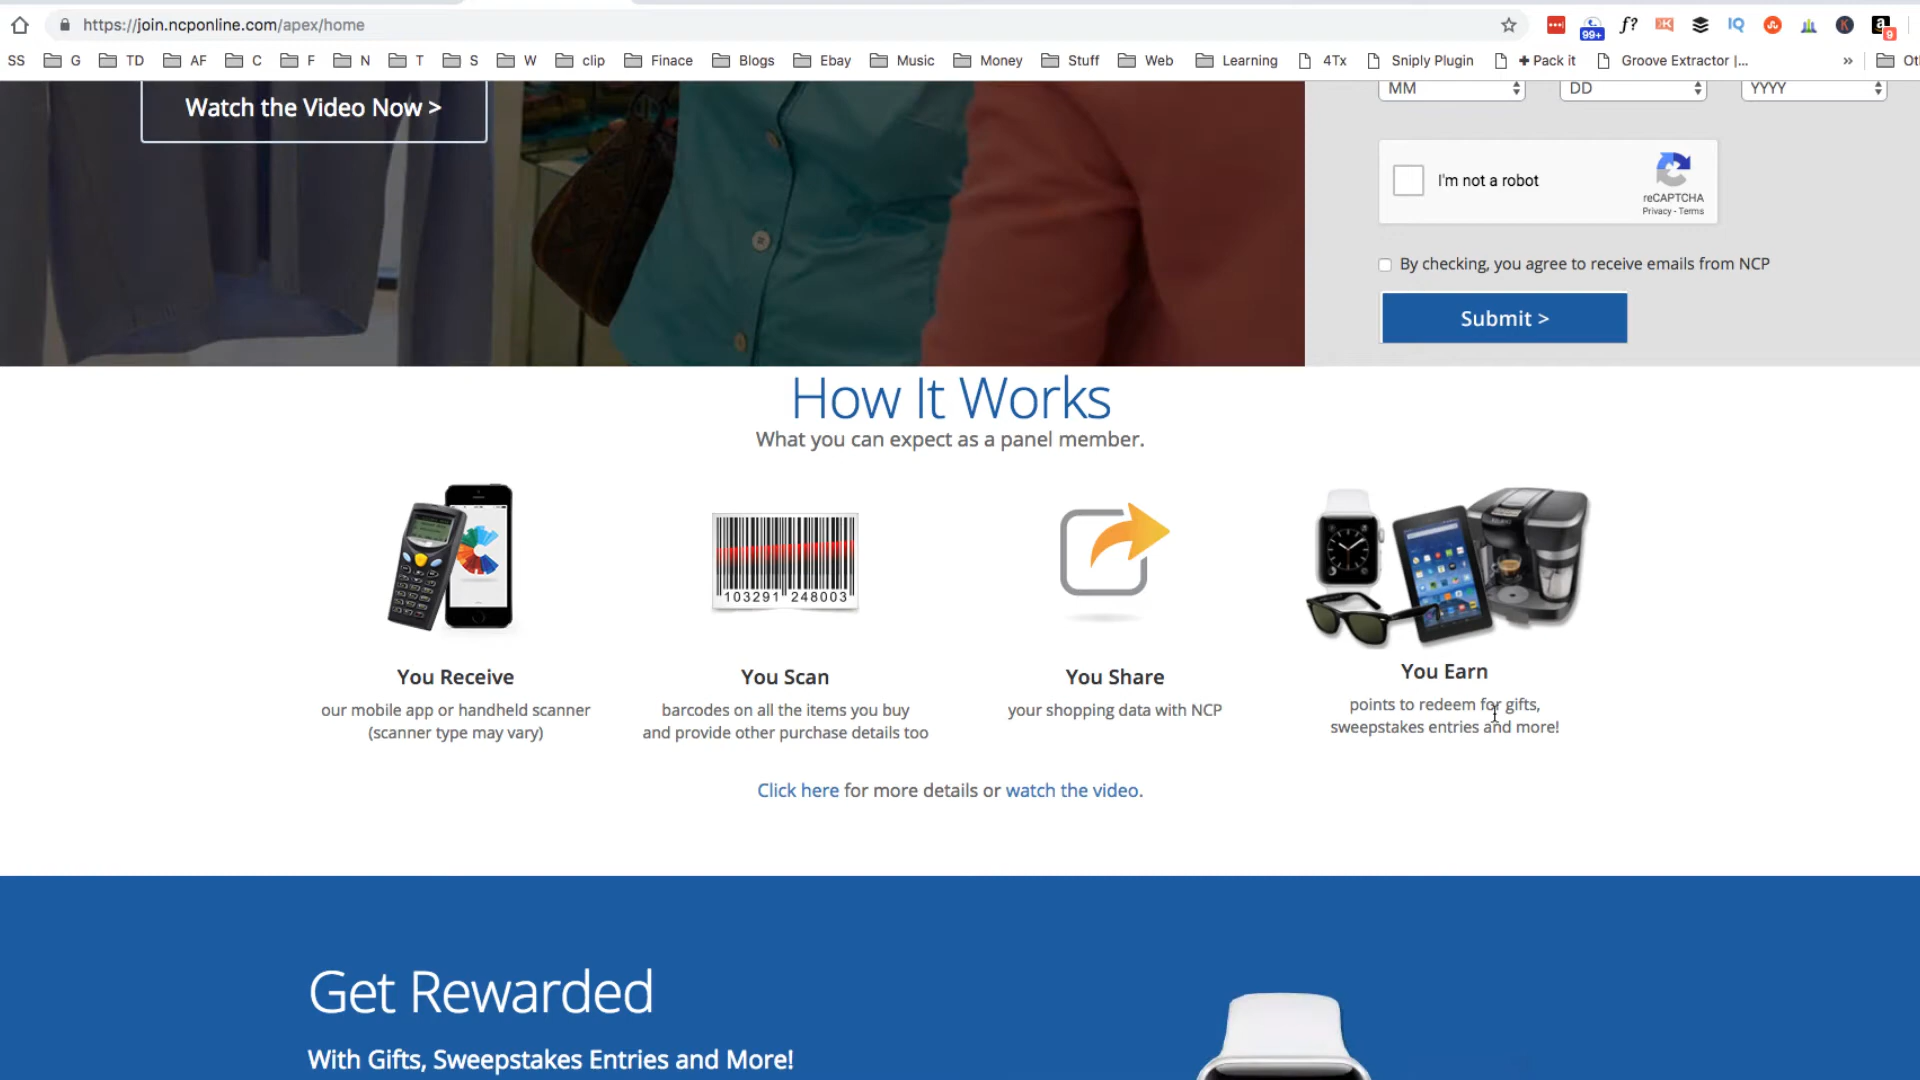 https://join.ncponline.com/apex/home
99+
f?
IQ
K
a
9
SS G TD AF C F N T S W clip Finace Blogs Ebay Music Money Stuff Web Learning 4Tx Sniply Plugin + Pack it Groove Extractor |... » Ot
Watch the Video Now >
MM DD YYYY
I'm not a robot
reCAPTCHA
Privacy - Terms
By checking, you agree to receive emails from NCP
Submit >
How It Works
What you can expect as a panel member.
103291 248003
You Receive
our mobile app or handheld scanner
(scanner type may vary)
You Scan
barcodes on all the items you buy
and provide other purchase details too
You Share
your shopping data with NCP
You Earn
points to redeem for gifts,
sweepstakes entries and more!
Click here for more details or watch the video.
Get Rewarded
With Gifts, Sweepstakes Entries and More!